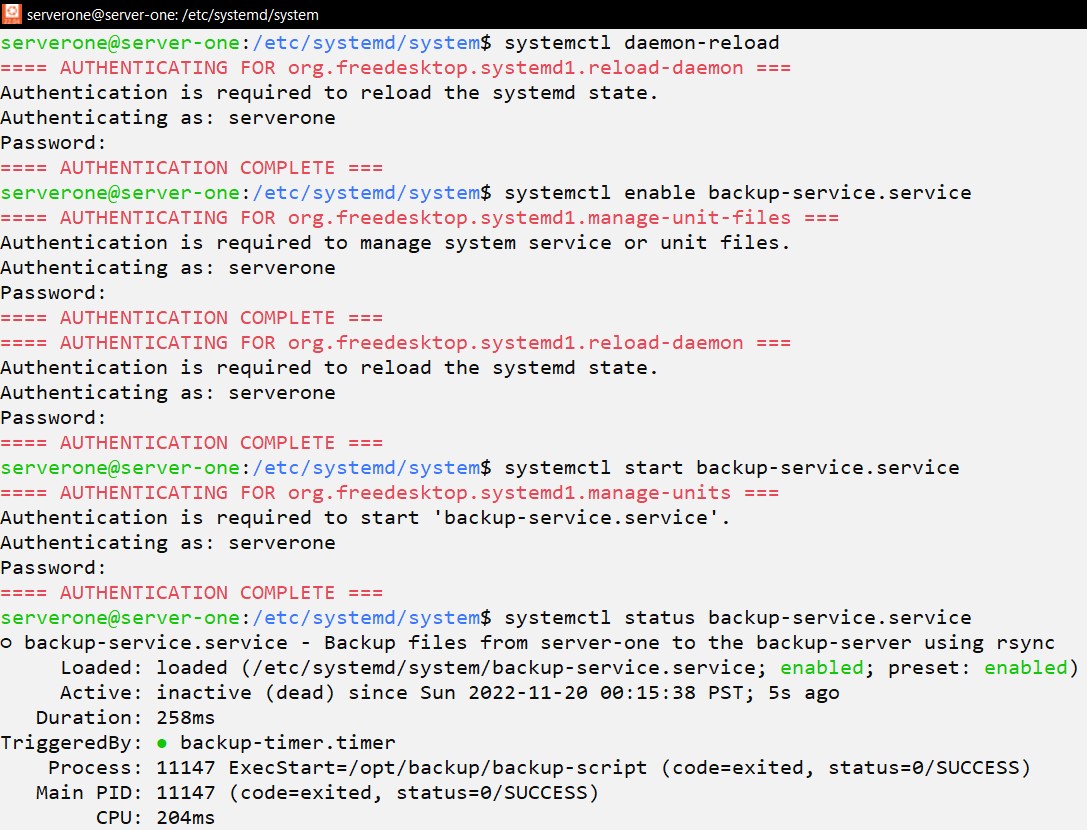 serverone@server-one: /etc/systemd/system
serverone@server-one:/etc/systemd/system$ systemctl daemon-reload
==== AUTHENTICATING FOR org.freedesktop.systemd1.reload-daemon ===
Authentication is required to reload the systemd state.
Authenticating as: serverone
Password:
==== AUTHENTICATION COMPLETE ===
serverone@server-one:/etc/systemd/system$ systemctl enable backup-service.service
==== AUTHENTICATING FOR org.freedesktop.systemd1.manage-unit-files ===
Authentication is required to manage system service or unit files.
Authenticating as: serverone
Password:
==== AUTHENTICATION COMPLETE ===
==== AUTHENTICATING FOR org.freedesktop.systemd1.reload-daemon ===
Authentication is required to reload the systemd state.
Authenticating as: serverone
Password:
==== AUTHENTICATION COMPLETE ===
serverone@server-one:/etc/systemd/system$ systemctl start backup-service.service
==== AUTHENTICATING FOR org.freedesktop.systemd1.manage-units ===
Authentication is required to start 'backup-service.service'.
Authenticating as: serverone
Password:
==== AUTHENTICATION COMPLETE ===
serverone@server-one:/etc/systemd/system$ systemctl status backup-service.service
○ backup-service.service - Backup files from server-one to the backup-server using rsync
     Loaded: loaded (/etc/systemd/system/backup-service.service; enabled; preset: enabled)
     Active: inactive (dead) since Sun 2022-11-20 00:15:38 PST; 5s ago
   Duration: 258ms
TriggeredBy: ● backup-timer.timer
    Process: 11147 ExecStart=/opt/backup/backup-script (code=exited, status=0/SUCCESS)
   Main PID: 11147 (code=exited, status=0/SUCCESS)
        CPU: 204ms